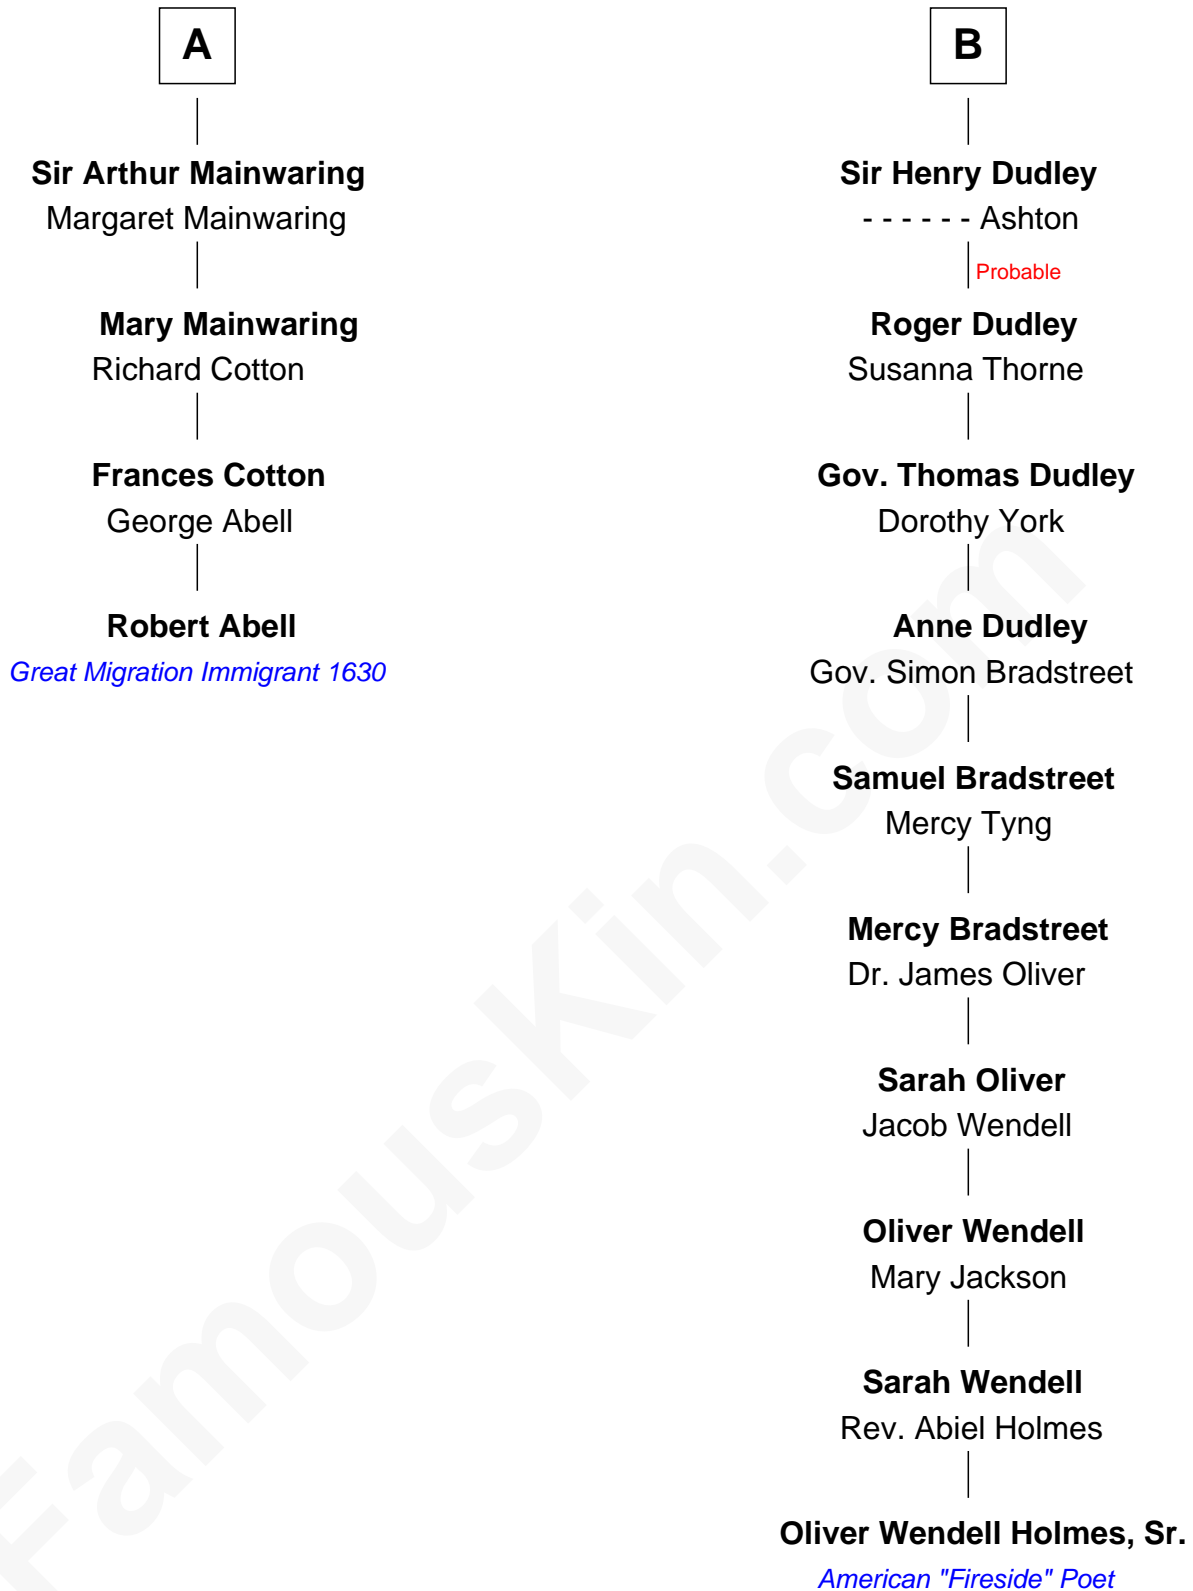 A
Sir Arthur Mainwaring
Margaret Mainwaring
Mary Mainwaring
Richard Cotton
Frances Cotton
George Abell
Robert Abell
Great Migration Immigrant 1630
B
Sir Henry Dudley
- - - - - - Ashton
Probable
Roger Dudley
Susanna Thorne
Gov. Thomas Dudley
Dorothy York
Anne Dudley
Gov. Simon Bradstreet
Samuel Bradstreet
Mercy Tyng
Mercy Bradstreet
Dr. James Oliver
Sarah Oliver
Jacob Wendell
Oliver Wendell
Mary Jackson
Sarah Wendell
Rev. Abiel Holmes
Oliver Wendell Holmes, Sr.
American "Fireside" Poet
FamousKin.com